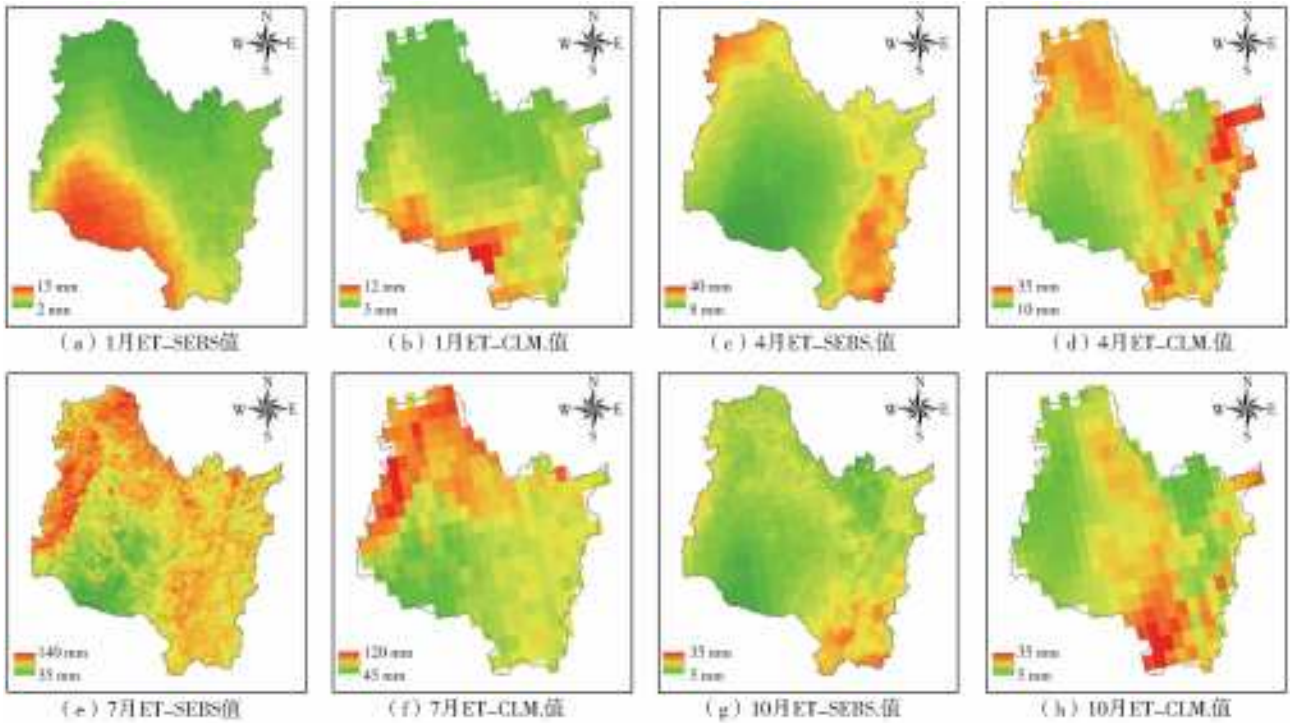 N
W E
S
N
W E
S
N
W E
S
N
W E
S
15 mm
2 mm
12 mm
3 mm
40 mm
8 mm
35 mm
10 mm
(a)1月ET_SEBS值
(b)1月ET_CLM.值
(c)4月ET_SEBS.值
(d)4月ET_CLM.值
N
W E
S
N
W E
S
N
W E
S
N
W E
S
140 mm
35 mm
120 mm
45 mm
35 mm
5 mm
35 mm
5 mm
(e)7月ET_SEBS值
(f)7月ET_CLM.值
(g)10月ET_SEBS.值
(h)10月ET_CLM.值